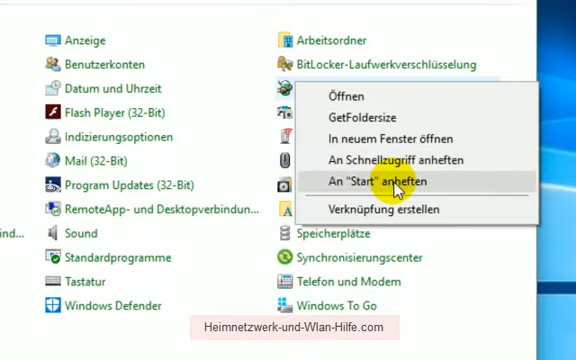 Anzeige
Benutzerkonten
Datum und Uhrzeit
Flash Player (32-Bit)
Indizierungsoptionen
Mail (32-Bit)
Program Updates (32-Bit)
RemoteApp- und Desktopverbindun...
ind...
Sound
Standardprogramme
Tastatur
Windows Defender
Arbeitsordner
BitLocker-Laufwerkverschlüsselung
Öffnen
GetFoldersize
In neuem Fenster öffnen
An Schnellzugriff anheften
An "Start" anheften
Verknüpfung erstellen
Speicherplätze
Synchronisierungscenter
Telefon und Modem
Windows To Go
Heimnetzwerk-und-Wlan-Hilfe.com